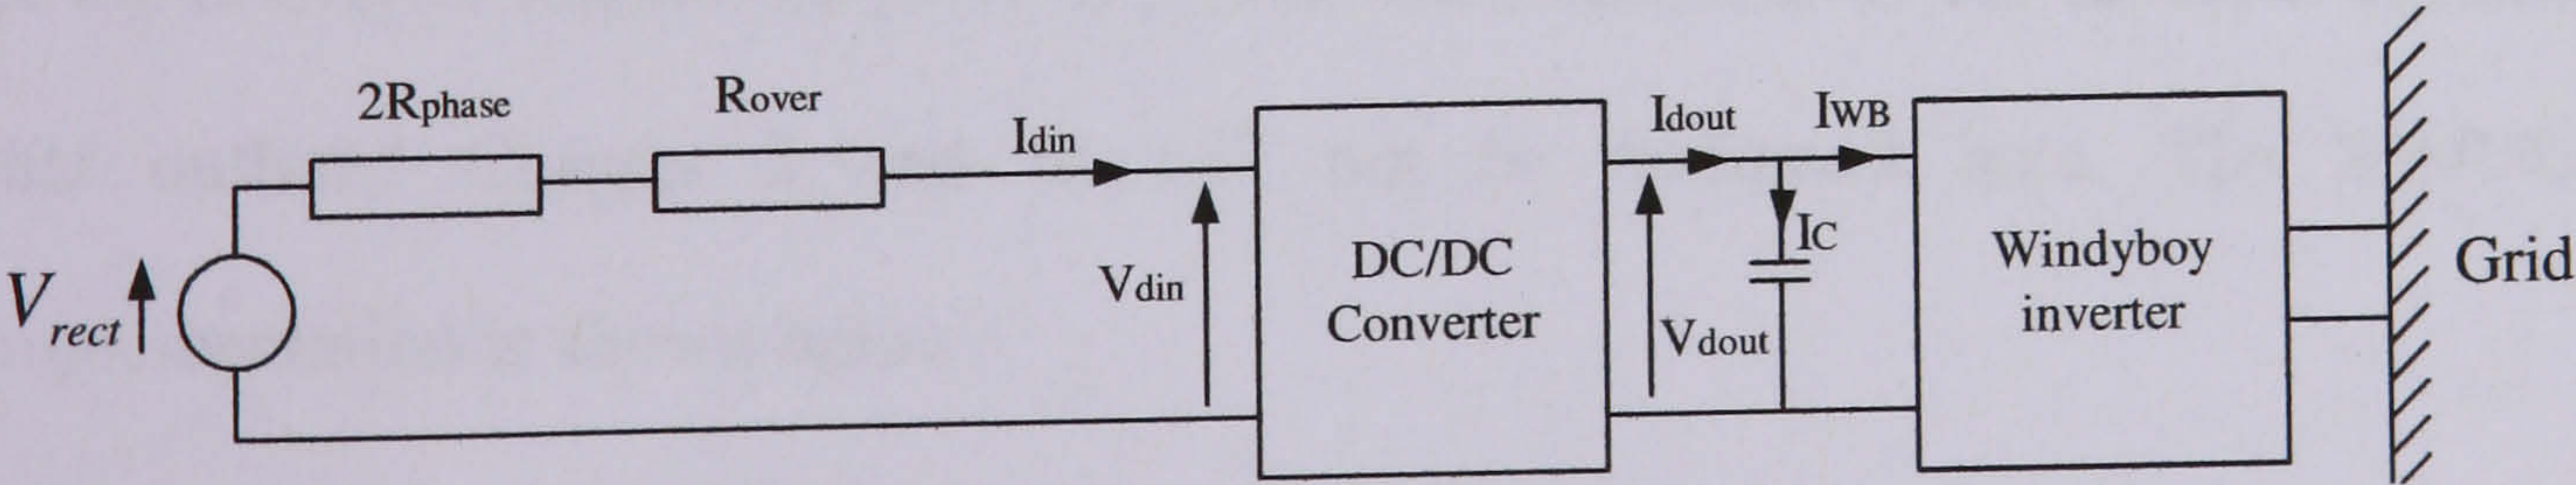 2Rphase
Rover
Idin
Idout
IWB
Vrect
Vdin
DC/DC
Converter
Vdout
IC
Windyboy
inverter
Grid